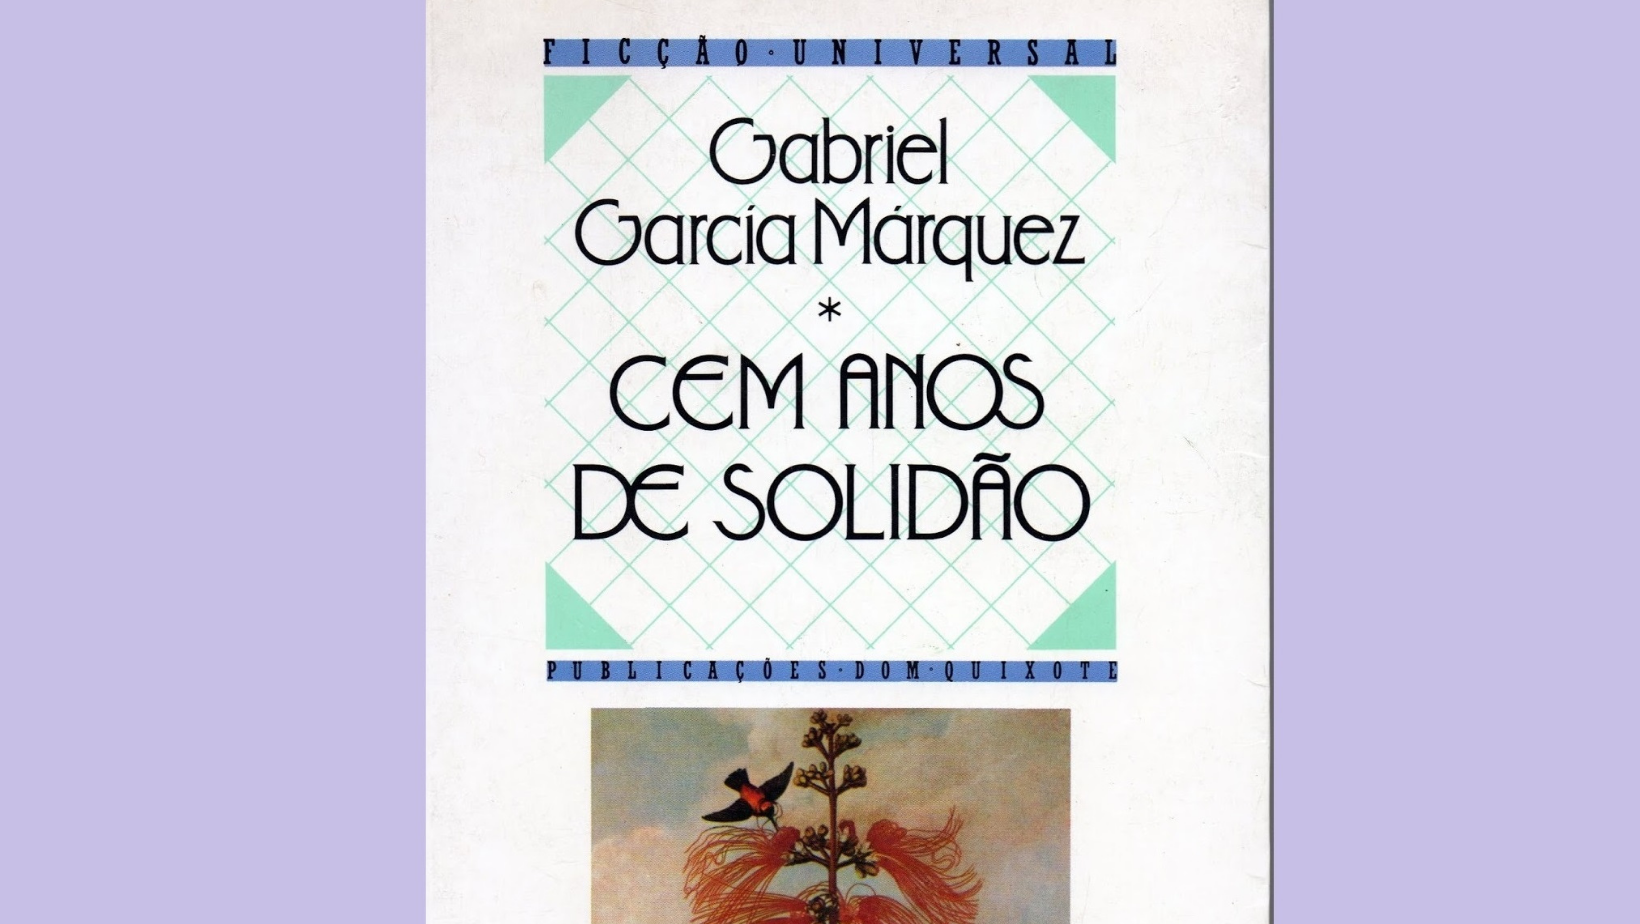 FICÇÃO·UNIVERSAL
Gabriel
García Márquez
*
CEM ANOS
DE SOLIDÃO
PUBLICAÇÕES·DOM·QUIXOTE